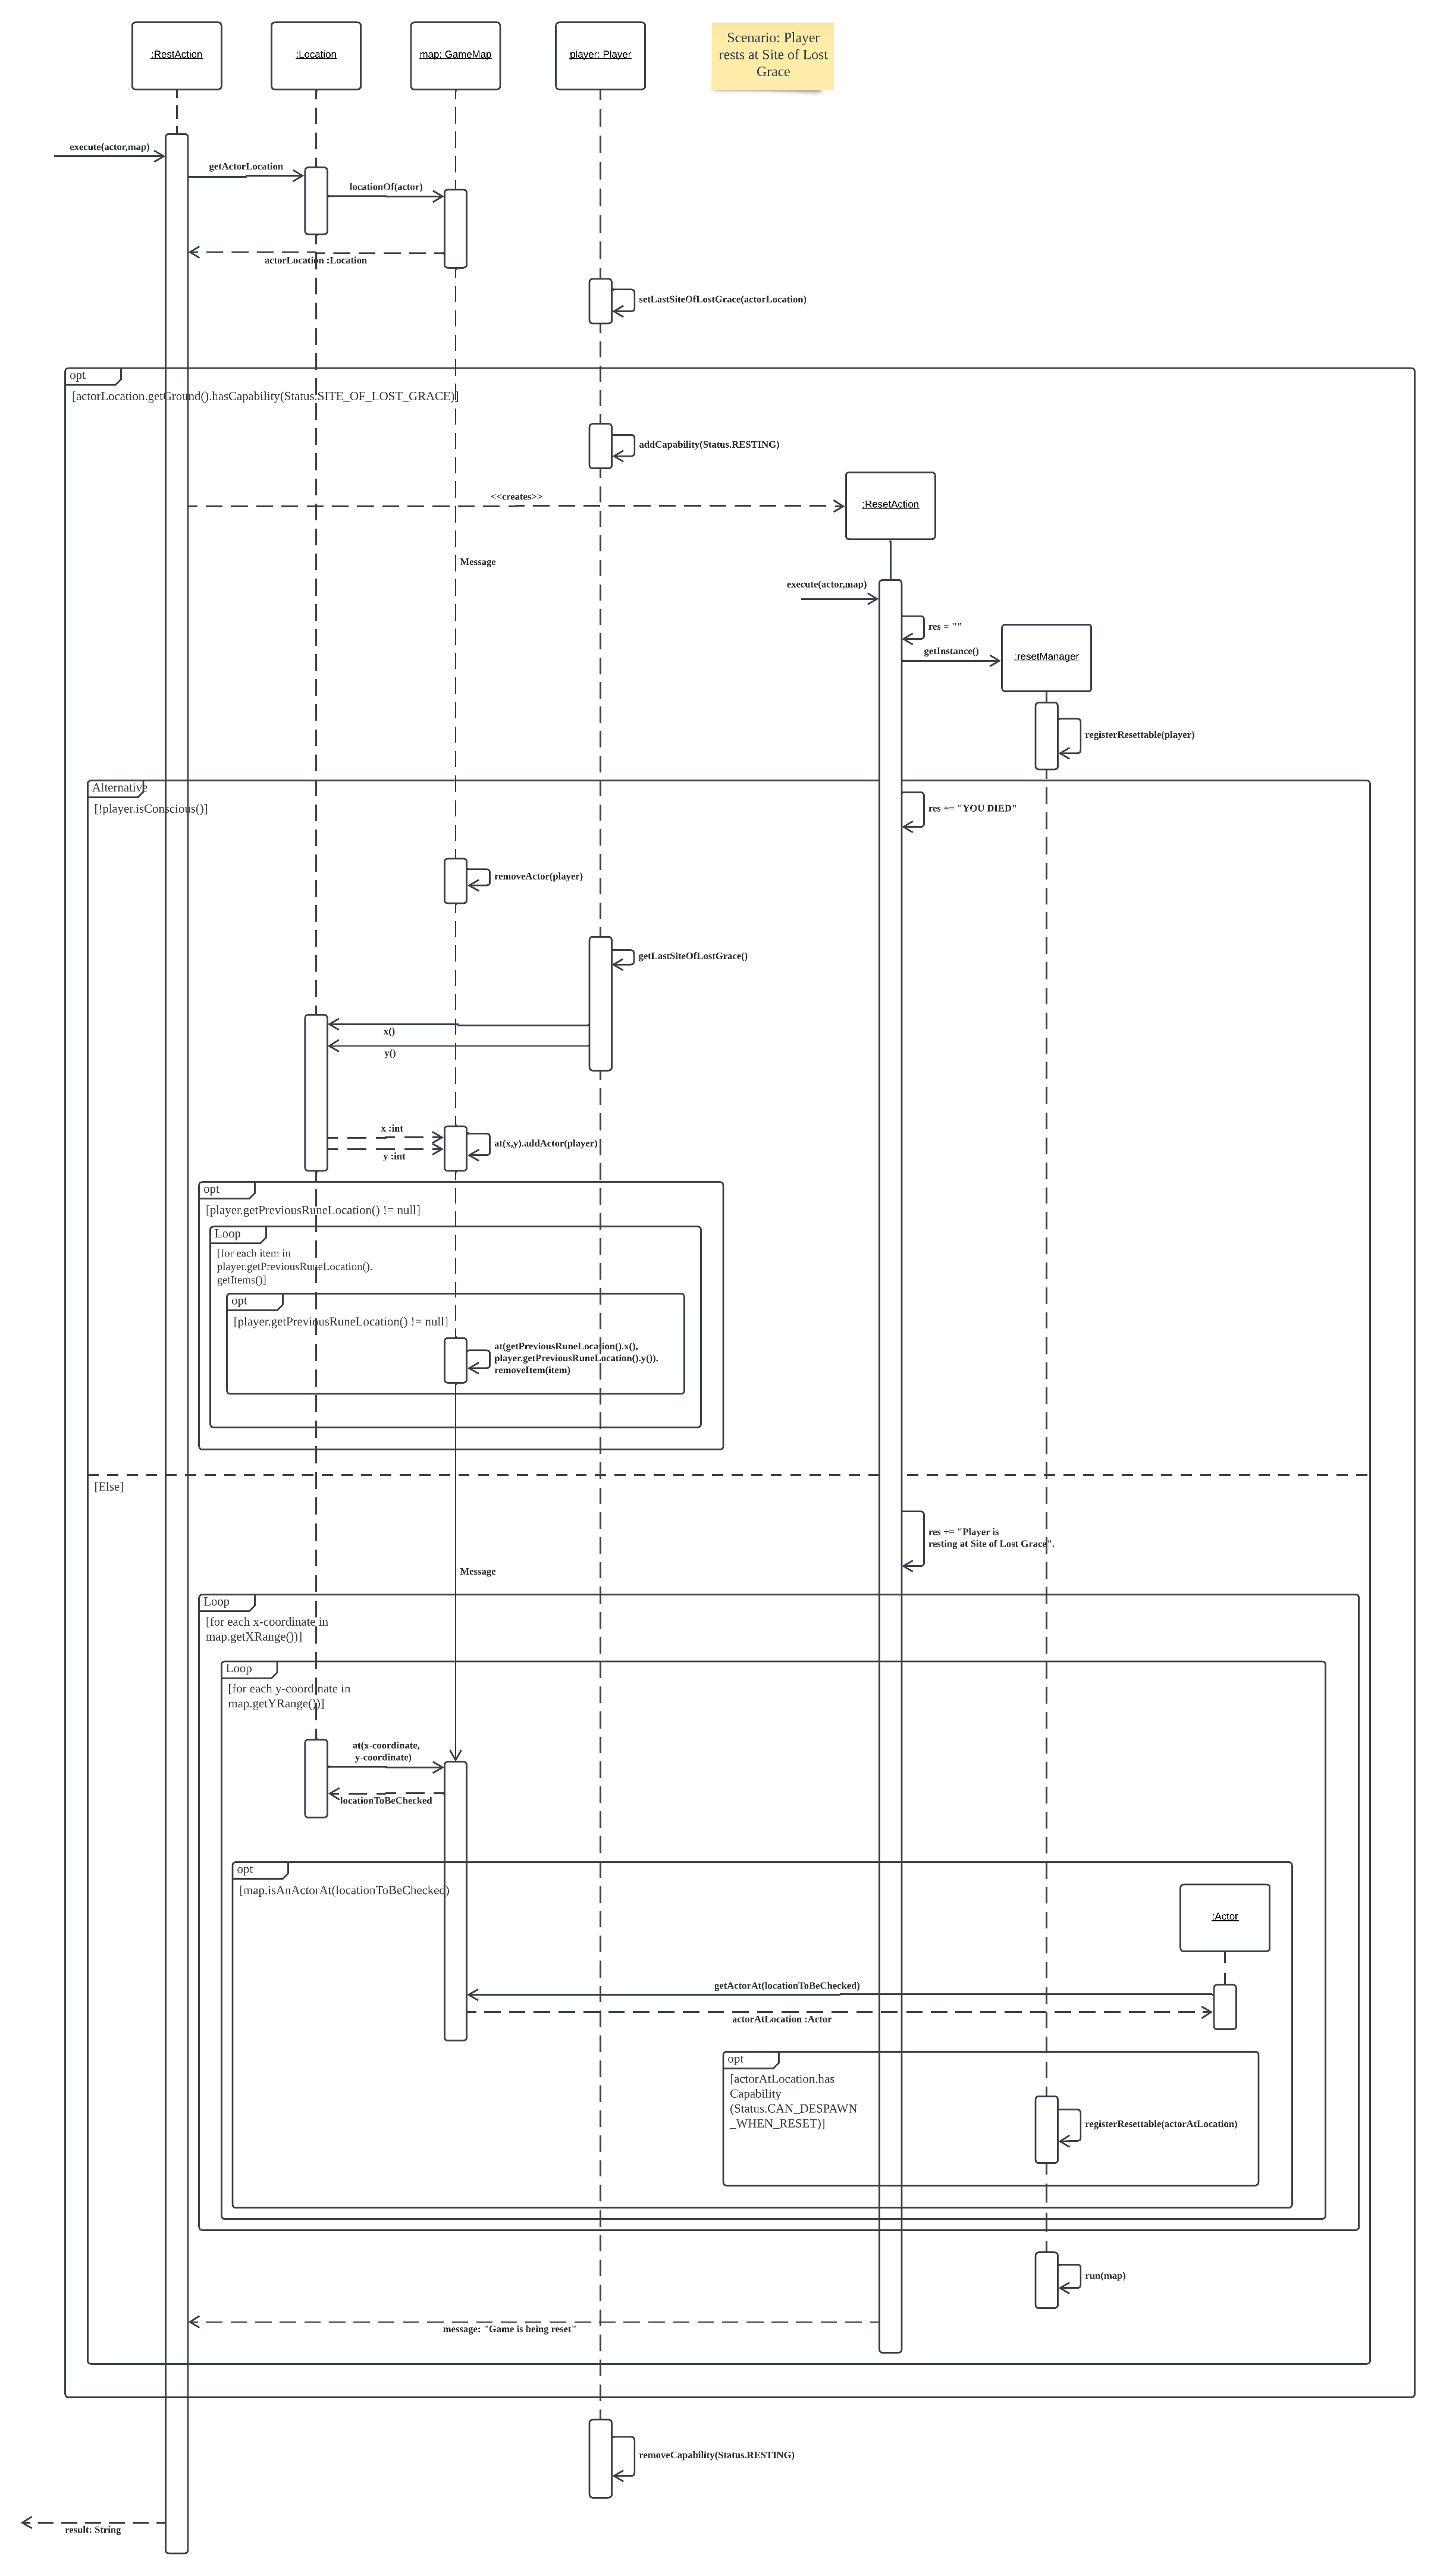 :RestAction
:Location
map: GameMap
player: Player
Scenario: Player
rests at Site of Lost
Grace
execute(actor,map)
getActorLocation
locationOf(actor)
actorLocation :Location
setLastSiteOfLostGrace(actorLocation)
opt
[actorLocation.getGround().hasCapability(Status.SITE_OF_LOST_GRACE)]
addCapability(Status.RESTING)
<<creates>>
:ResetAction
Message
execute(actor,map)
res = ""
getInstance()
:resetManager
registerResettable(player)
Alternative
[!player.isConscious()]
res += "YOU DIED"
removeActor(player)
getLastSiteOfLostGrace()
x()
y()
x :int
y :int
at(x,y).addActor(player)
opt
[player.getPreviousRuneLocation() != null]
Loop
[for each item in
player.getPreviousRuneLocation().
getItems()]
opt
[player.getPreviousRuneLocation() != null]
at(getPreviousRuneLocation().x(),
player.getPreviousRuneLocation().y()).
removeItem(item)
[Else]
res += "Player is
resting at Site of Lost Grace".
Message
Loop
[for each x-coordinate in
map.getXRange())]
Loop
[for each y-coordinate in
map.getYRange())]
at(x-coordinate,
y-coordinate)
locationToBeChecked
opt
[map.isAnActorAt(locationToBeChecked)
:Actor
getActorAt(locationToBeChecked)
actorAtLocation :Actor
opt
[actorAtLocation.has
Capability
(Status.CAN_DESPAWN
_WHEN_RESET)]
registerResettable(actorAtLocation)
run(map)
message: "Game is being reset"
removeCapability(Status.RESTING)
result: String